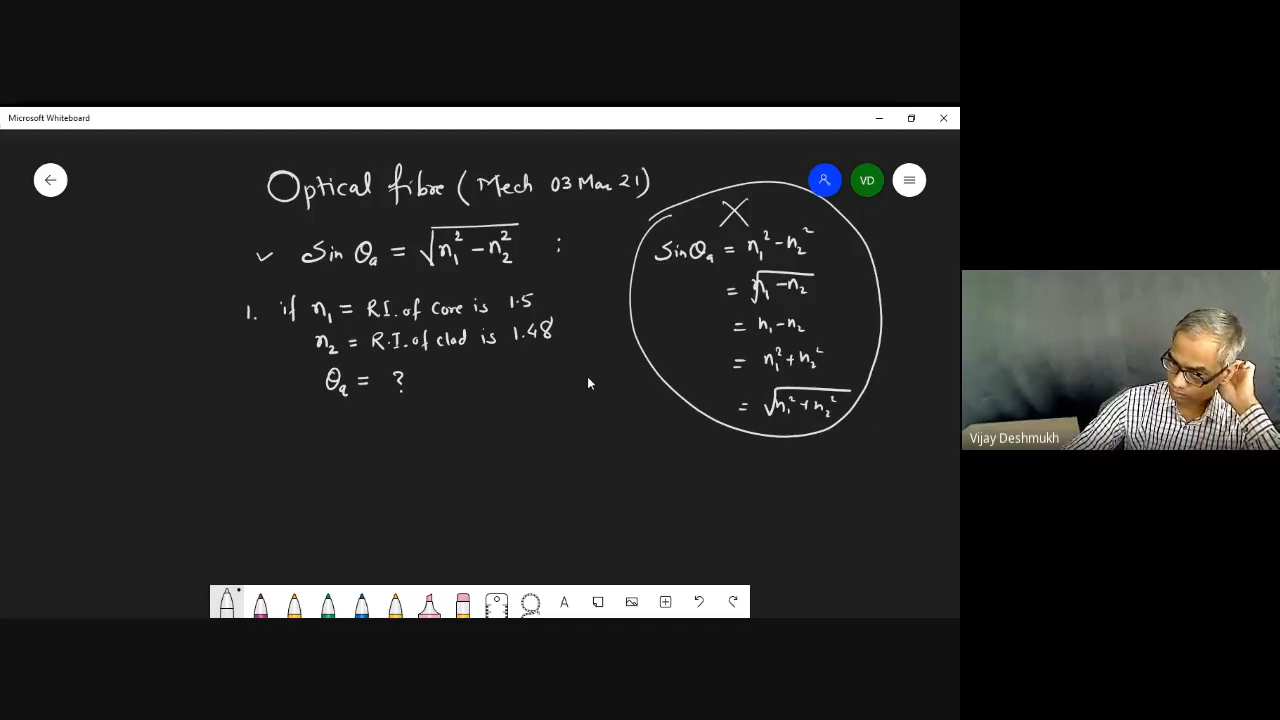 Microsoft Whiteboard
Optical fibre (Mech 03 Mar 21)
VD
✓ Sin θa = √n₁² − n₂² :
1. if n₁ = R.I. of core is 1.5
n₂ = R.I. of clad is 1.48
θa = ?
X
Sinθa = n₁² − n₂²
= √n₁ − n₂
= n₁ − n₂
= n₁² + n₂²
= √n₁² + n₂²
A
Vijay Deshmukh